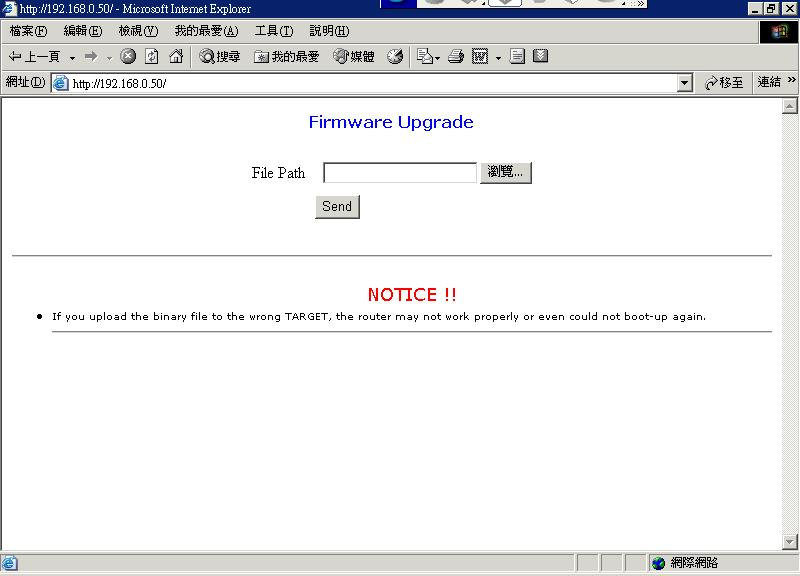 http://192.168.0.50/ - Microsoft Internet Explorer
檔案(F) 編輯(E) 檢視(V) 我的最愛(A) 工具(T) 說明(H)
上一頁 搜尋 我的最愛 媒體
網址(D) http://192.168.0.50/ 移至 連結 »
Firmware Upgrade
File Path 瀏覽...
Send
NOTICE !!
• If you upload the binary file to the wrong TARGET, the router may not work properly or even could not boot-up again.
網際網路